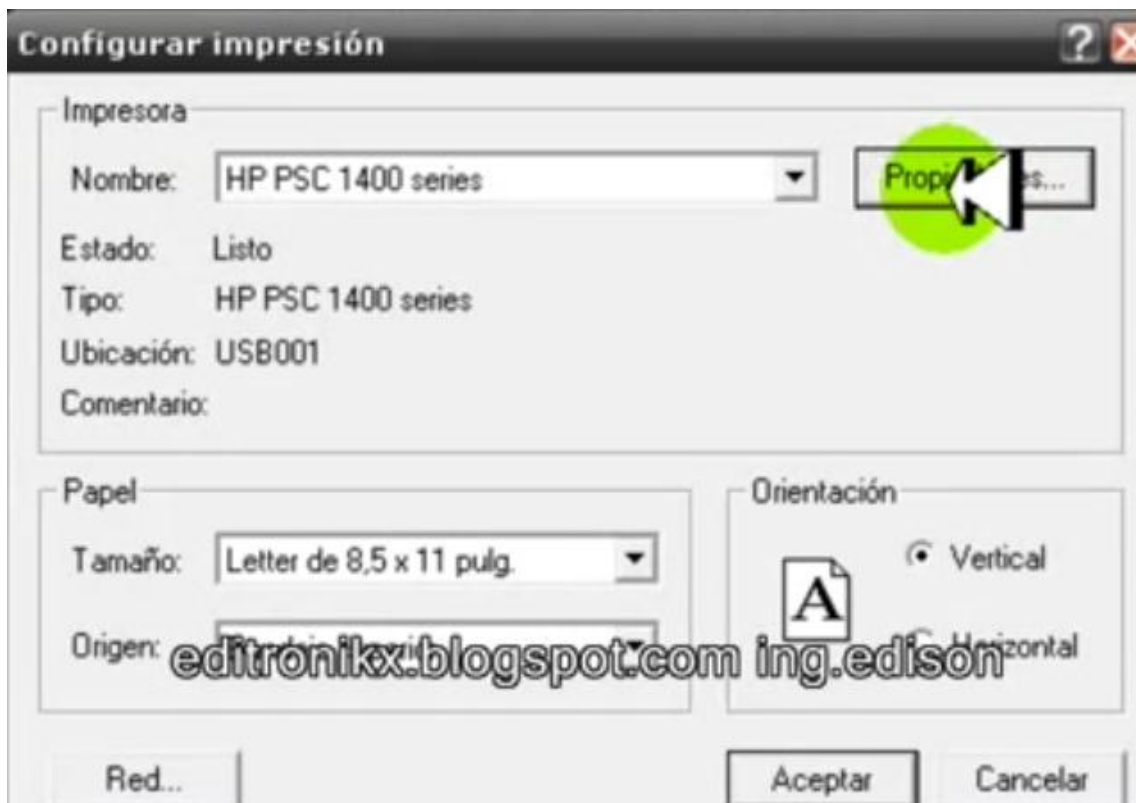 Configurar impresión
Impresora
Nombre: HP PSC 1400 series
Estado: Listo
Tipo: HP PSC 1400 series
Ubicación: USB001
Comentario:
Papel
Tamaño: Letter de 8,5 x 11 pulg.
Origen:
Orientación
Vertical
Horizontal
editronikx.blogspot.com ing.edison
Red...
Aceptar
Cancelar